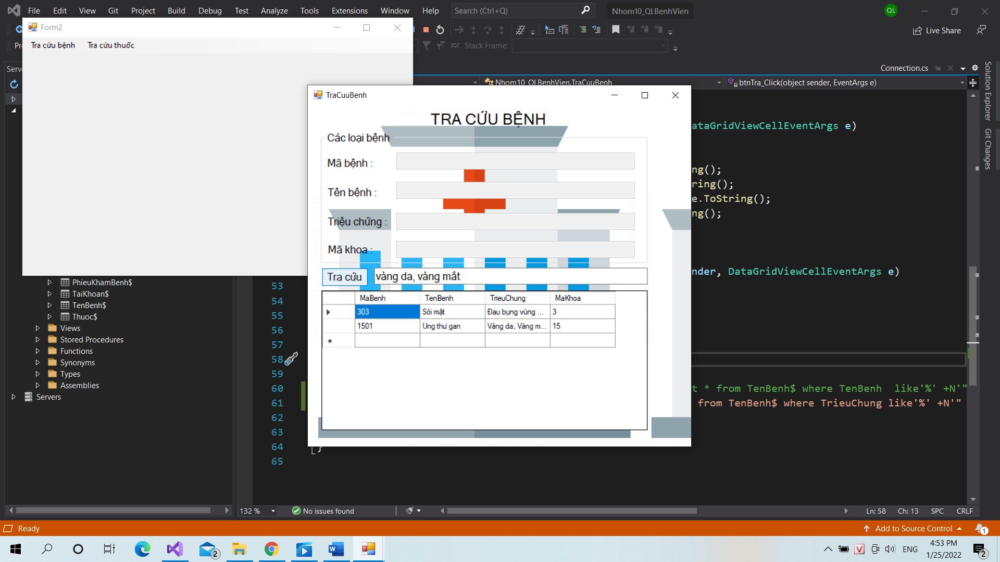 File Edit View Git Project Build Debug Test Analyze Tools Extensions Window Help Search (Ctrl+Q) Nhom10_QLBenhVien QL
Form2
Live Share
Tra cứu bệnh Tra cứu thuốc
Stack Frame:
Connection.cs
Nhom10_QLBenhVien.TraCuuBenh
btnTra_Click(object sender, EventArgs e)
Solution Explorer
Git Changes
TraCuuBenh
TRA CỨU BỆNH
Các loại bệnh
Mã bệnh :
Tên bệnh :
Triệu chứng :
Mã khoa :
Tra cứu vàng da, vàng mắt
MaBenh TenBenh TrieuChung MaKhoa
303 Sỏi mật Đau bụng vùng ... 3
1501 Ung thư gan Vàng da, Vàng m... 15
ataGridViewCellEventArgs e)
ng();
ring();
e.ToString();
ng();
nder, DataGridViewCellEventArgs e)
t * from TenBenh$ where TenBenh like'%' +N'"
from TenBenh$ where TrieuChung like'%' +N'"
PhieuKhamBenh$
TaiKhoan$
TenBenh$
Thuoc$
Views
Stored Procedures
Functions
Synonyms
Types
Assemblies
Servers
53
54
55
56
57
58
59
60
61
62
63
64
65
132 % No issues found Ln: 58 Ch: 13 SPC CRLF
Ready Add to Source Control 1
2 ENG 4:53 PM
1/25/2022 2